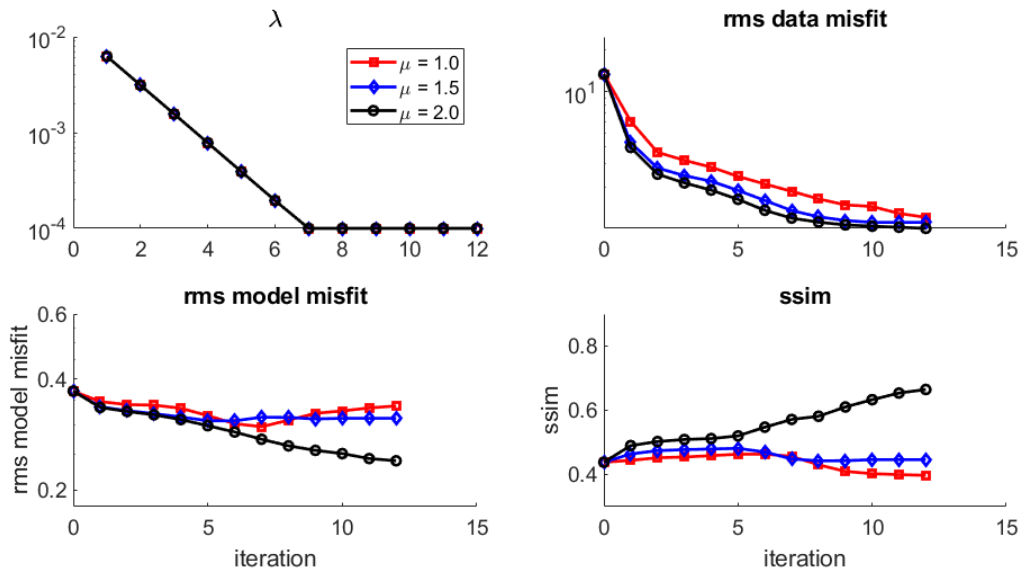 λ
10^-2
10^-3
10^-4
0 2 4 6 8 10 12
μ = 1.0
μ = 1.5
μ = 2.0
rms data misfit
10^1
0 5 10 15
rms model misfit
rms model misfit
0.6
0.4
0.2
0 5 10 15
iteration
ssim
ssim
0.8
0.6
0.4
0 5 10 15
iteration